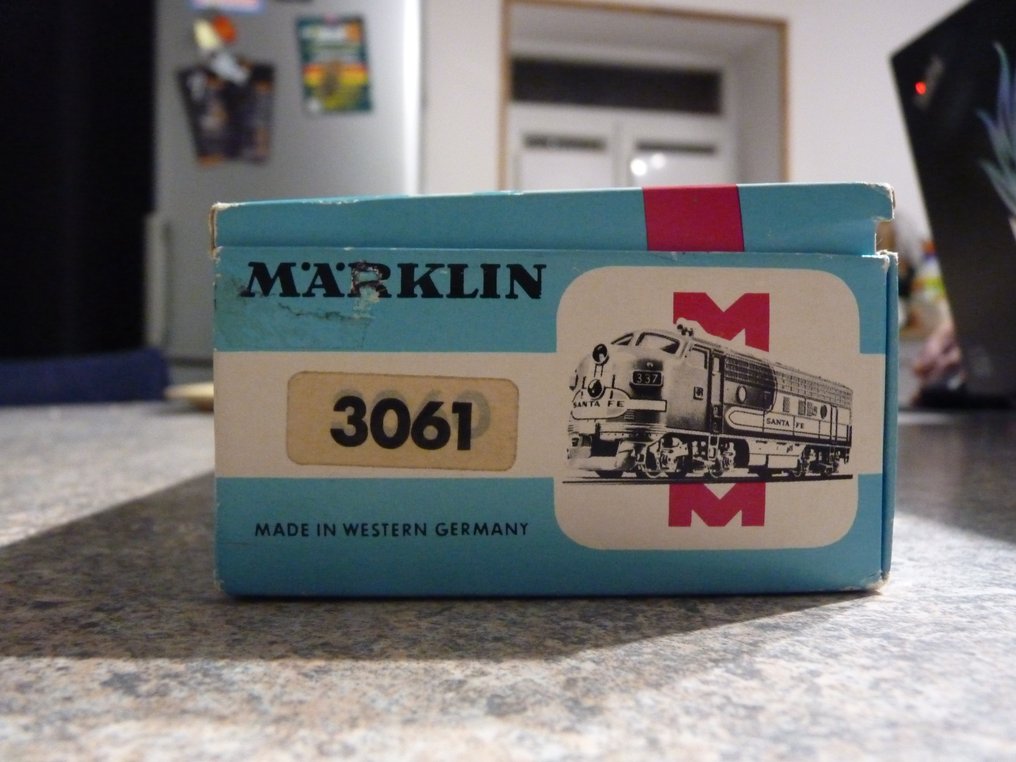 MÄRKLIN
3061
337
SANTA FE
SANTA FE
MADE IN WESTERN GERMANY
M
M